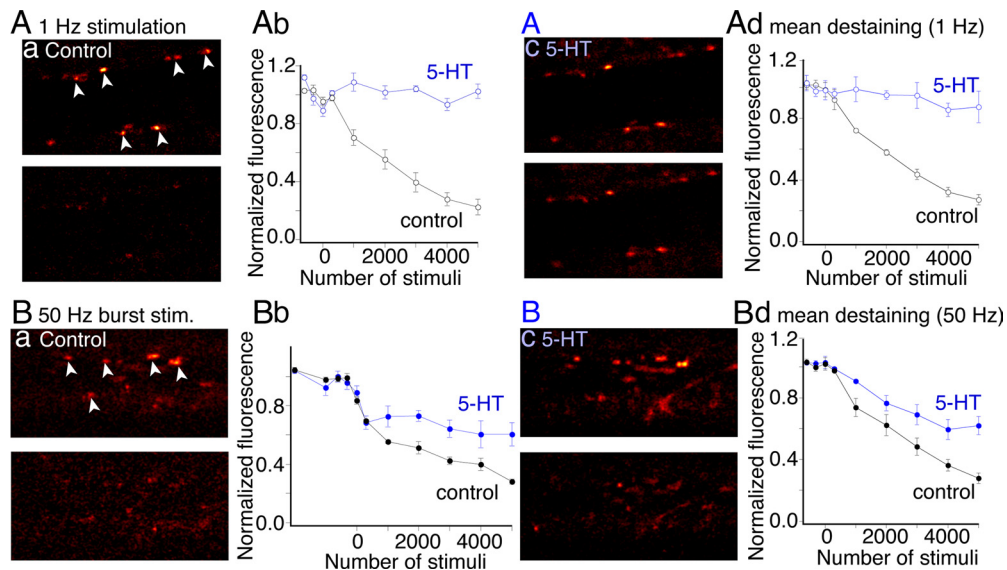 A 1 Hz stimulation
a Control
Ab
Normalized fluorescence
1.2
0.8
0.4
0.0
5-HT
control
0 2000 4000
Number of stimuli
A
c 5-HT
Ad mean destaining (1 Hz)
Normalized fluorescence
1.2
0.8
0.4
0.0
5-HT
control
0 2000 4000
Number of stimuli
B 50 Hz burst stim.
a Control
Bb
Normalized fluorescence
1.2
0.8
0.4
0.0
5-HT
control
0 2000 4000
Number of stimuli
B
c 5-HT
Bd mean destaining (50 Hz)
Normalized fluorescence
1.2
0.8
0.4
0.0
5-HT
control
0 2000 4000
Number of stimuli